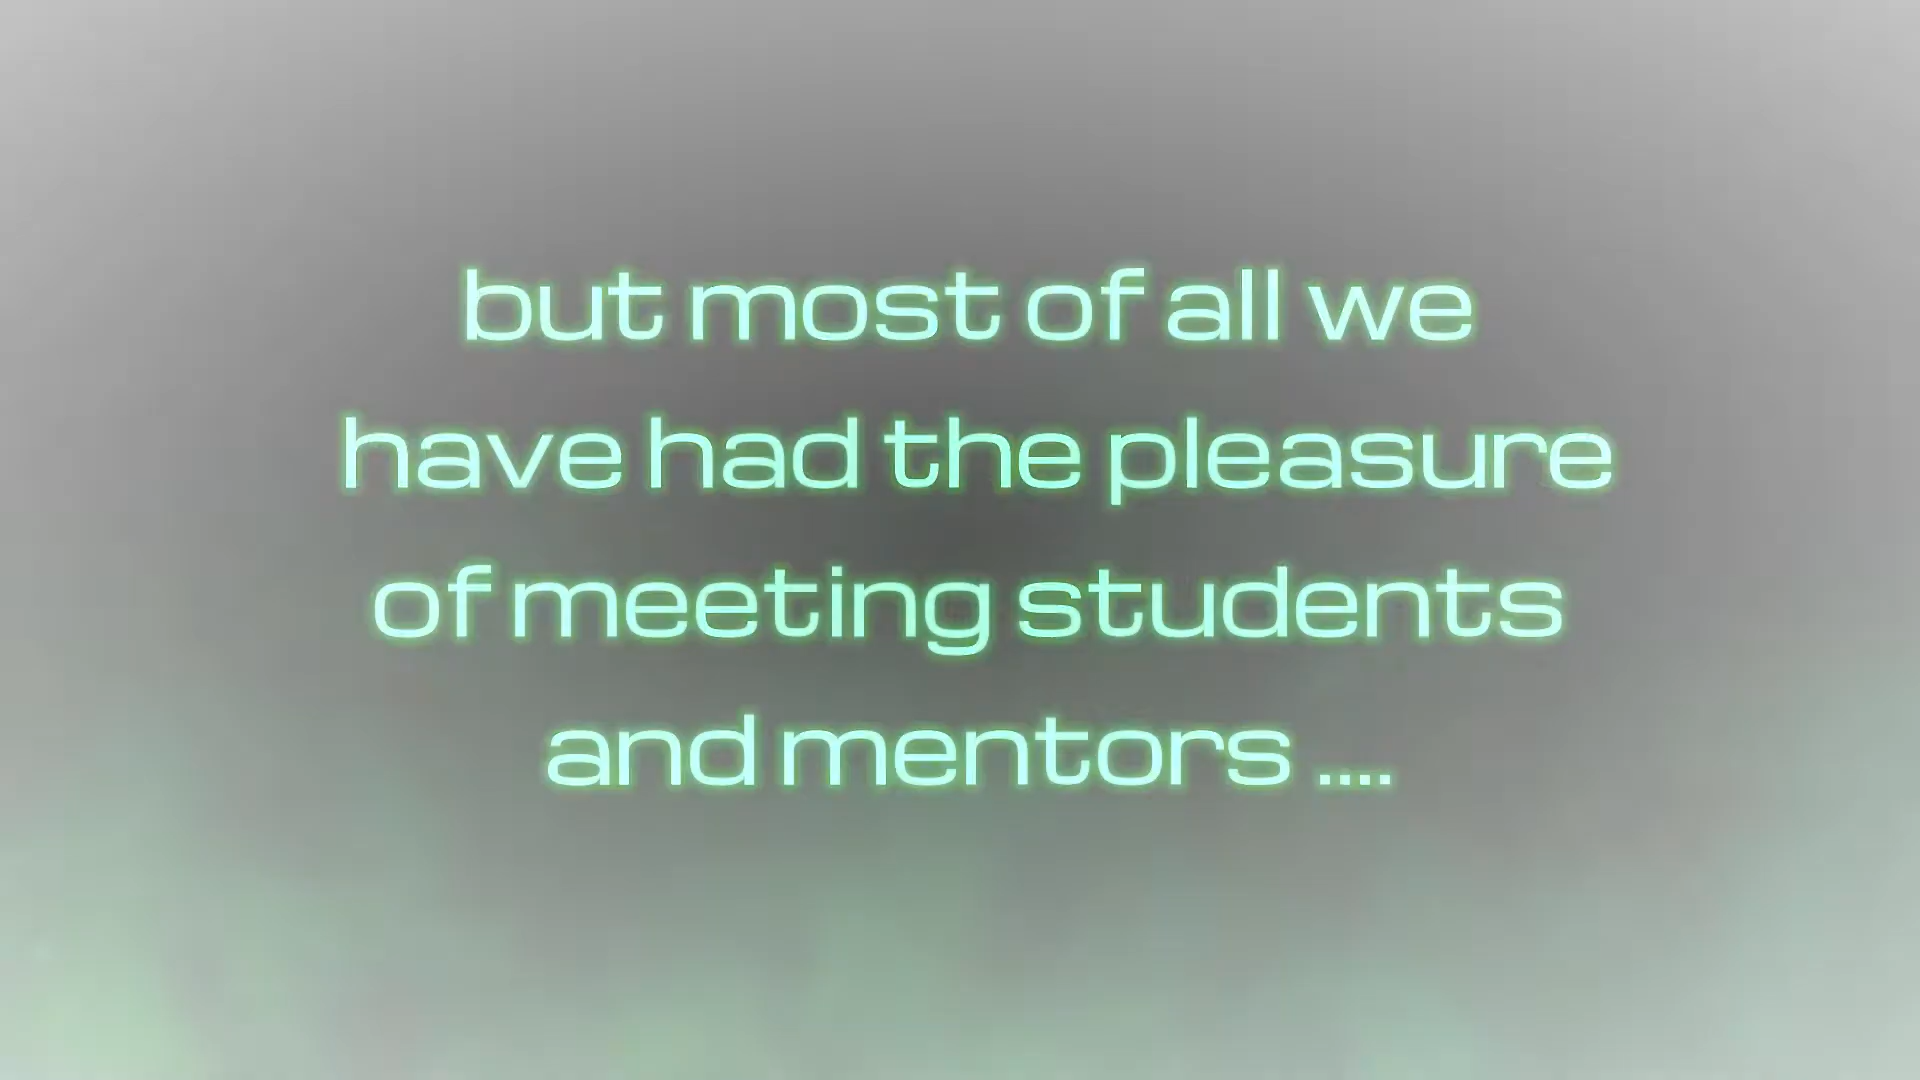 but most of all we
have had the pleasure
of meeting students
and mentors ....